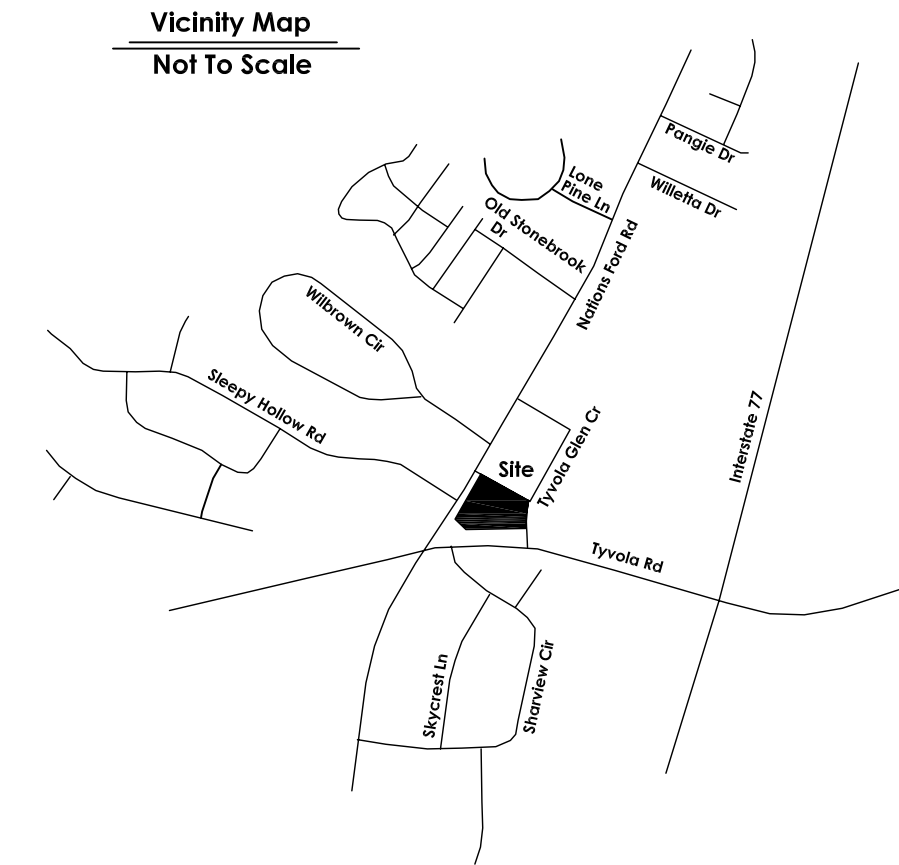 Vicinity Map
Not To Scale
Pangie Dr
Willetta Dr
Lone
Pine Ln
Old Stonebrook
Dr
Nations Ford Rd
Wilbrown Cir
Sleepy Hollow Rd
Interstate 77
Tyvola Glen Cr
Site
Tyvola Rd
Skycrest Ln
Sharview Cir